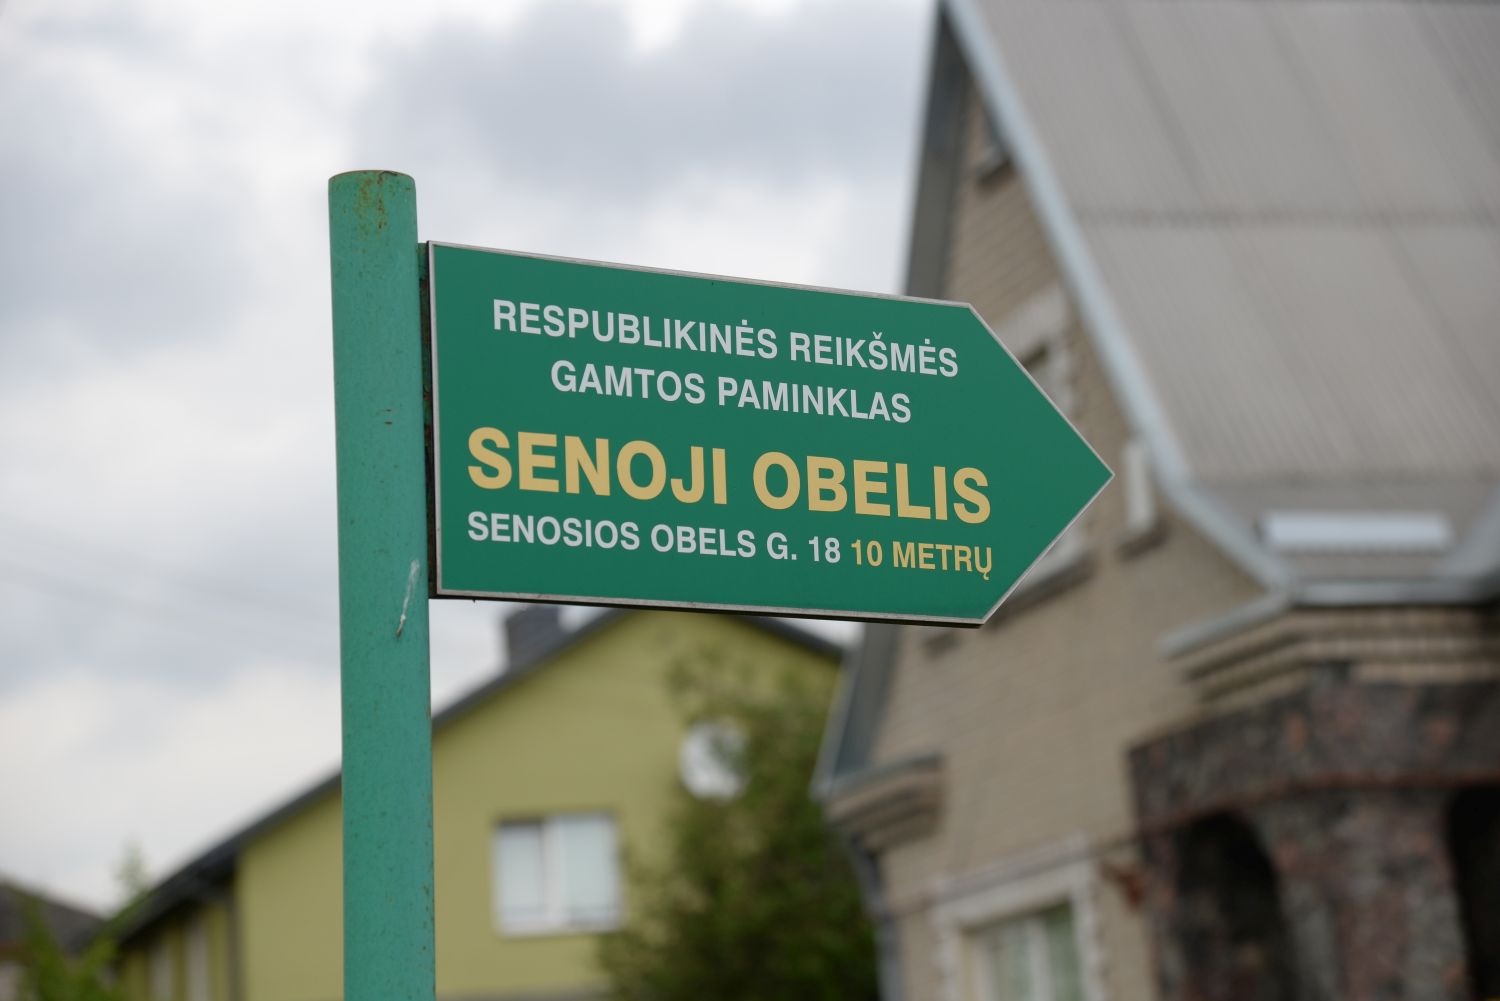 RESPUBLIKINĖS REIKŠMĖS
GAMTOS PAMINKLAS
SENOJI OBELIS
SENOSIOS OBELS G. 18 10 METRŲ